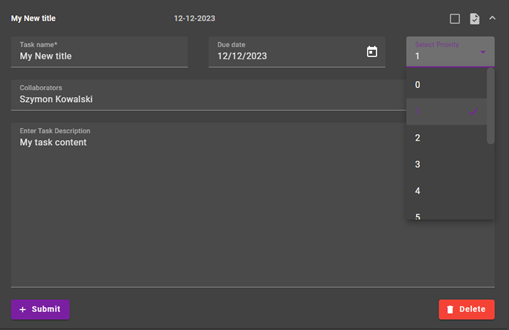 My New title 12-12-2023
Task name* Due date Select Priority
My New title 12/12/2023 1
Collaborators
Szymon Kowalski
0
2
3
4
5
Enter Task Description
My task content
+ Submit Delete